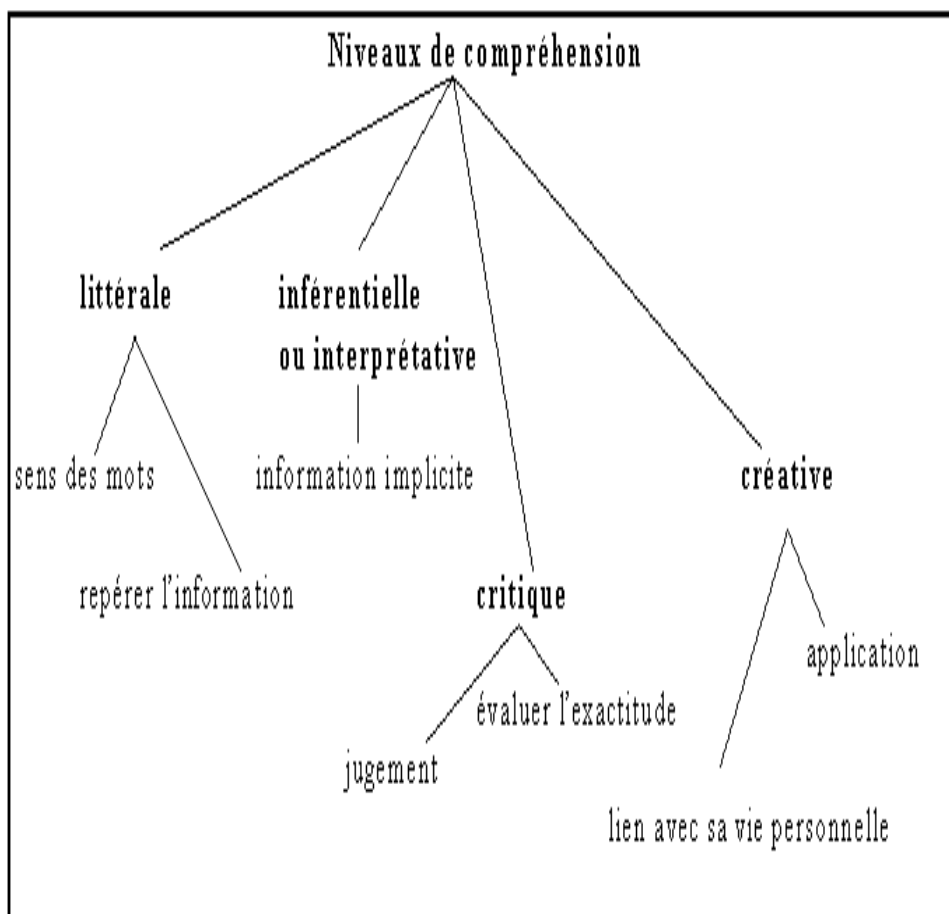 Niveaux de compréhension
littérale
inférentielle
ou interprétative
sens des mots
information implicite
créative
repérer l'information
critique
application
évaluer l'exactitude
jugement
lien avec sa vie personnelle